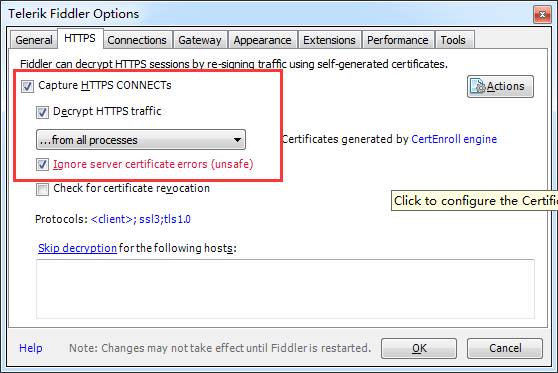 Telerik Fiddler Options
General HTTPS Connections Gateway Appearance Extensions Performance Tools
Fiddler can decrypt HTTPS sessions by re-signing traffic using self-generated certificates.
Capture HTTPS CONNECTs
Actions
Decrypt HTTPS traffic
...from all processes
Certificates generated by CertEnroll engine
Ignore server certificate errors (unsafe)
Check for certificate revocation
Click to configure the Certifi
Protocols: <client>; ssl3;tls1.0
Skip decryption for the following hosts:
Help Note: Changes may not take effect until Fiddler is restarted. OK Cancel